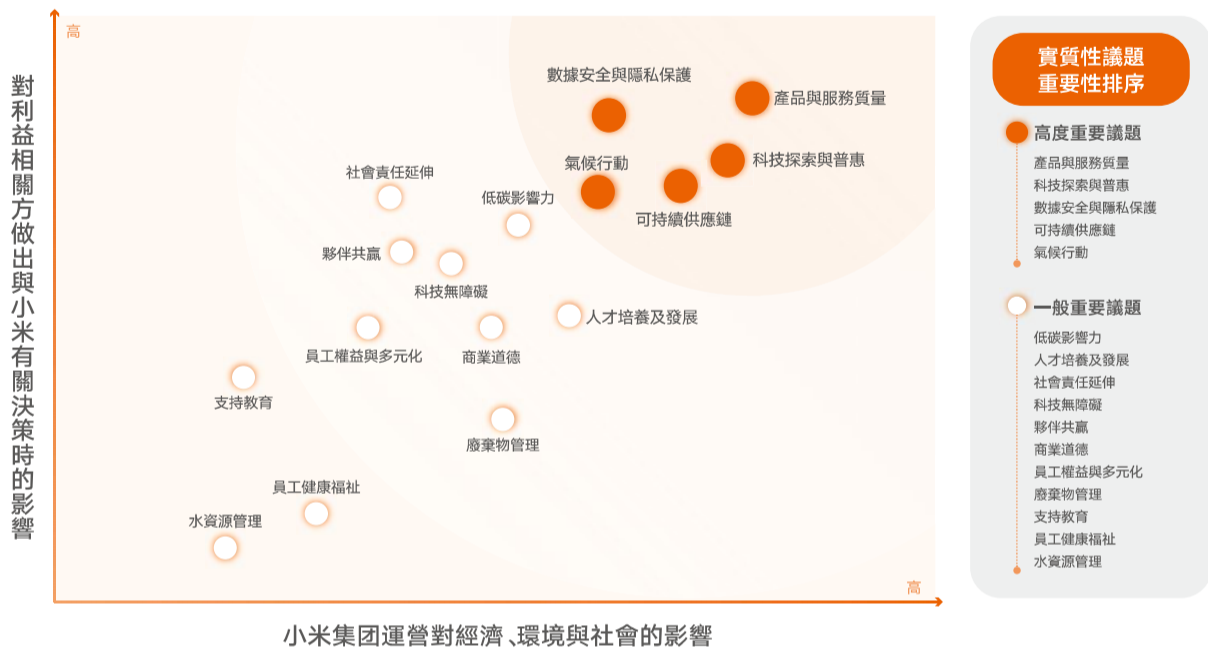 高
對利益相關方做出與小米有關決策時的影響
數據安全與隱私保護
產品與服務質量
氣候行動
科技探索與普惠
社會責任延伸
低碳影響力
可持續供應鏈
夥伴共贏
科技無障礙
人才培養及發展
員工權益與多元化
商業道德
支持教育
廢棄物管理
員工健康福祉
水資源管理
高
小米集团運營對經濟、環境與社會的影響
實質性議題
重要性排序
高度重要議題
產品與服務質量
科技探索與普惠
數據安全與隱私保護
可持續供應鏈
氣候行動
一般重要議題
低碳影響力
人才培養及發展
社會責任延伸
科技無障礙
夥伴共贏
商業道德
員工權益與多元化
廢棄物管理
支持教育
員工健康福祉
水資源管理